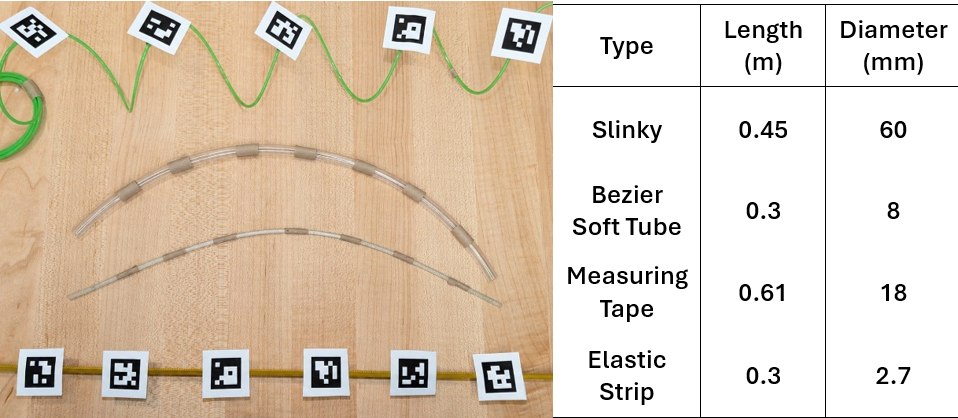 Type
Length
(m)
Diameter
(mm)
Slinky
0.45
60
Bezier
Soft Tube
0.3
8
Measuring
Tape
0.61
18
Elastic
Strip
0.3
2.7